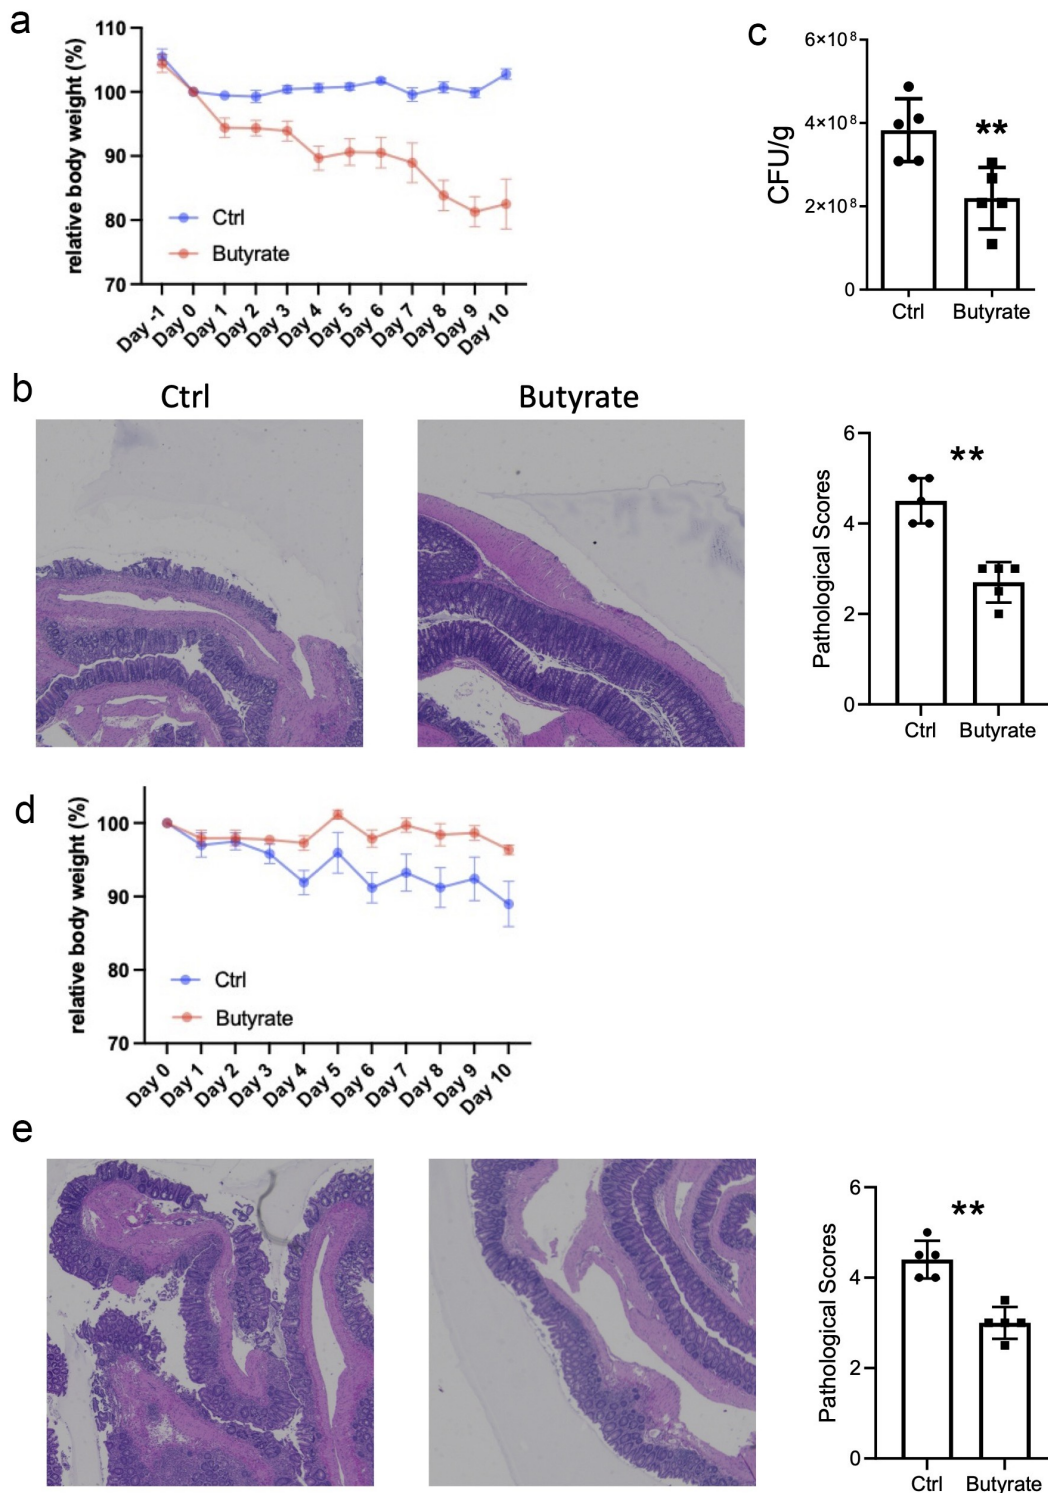 a
relative body weight (%)
110
100
90
80
70
Ctrl
Butyrate
Day -1
Day 0
Day 1
Day 2
Day 3
Day 4
Day 5
Day 6
Day 7
Day 8
Day 9
Day 10
c
CFU/g
6×10⁸
4×10⁸
2×10⁸
0
**
Ctrl
Butyrate
b
Ctrl
Butyrate
Pathological Scores
6
4
2
0
**
Ctrl
Butyrate
d
relative body weight (%)
100
90
80
70
Ctrl
Butyrate
Day 0
Day 1
Day 2
Day 3
Day 4
Day 5
Day 6
Day 7
Day 8
Day 9
Day 10
e
Pathological Scores
6
4
2
0
**
Ctrl
Butyrate